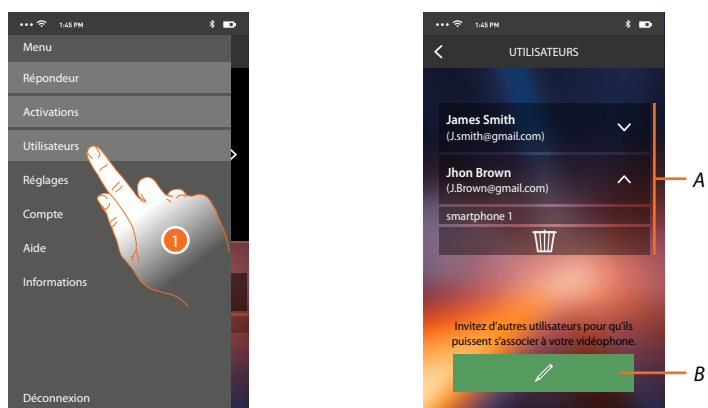 1:45 PM
Menu
Répondeur
Activations
Utilisateurs
Réglages
Compte
Aide
Informations
Déconnexion
1
1:45 PM
UTILISATEURS
James Smith
(J.smith@gmail.com)
Jhon Brown
(J.Brown@gmail.com)
smartphone 1
Invitez d'autres utilisateurs pour qu'ils
puissent s'associer à votre vidéophone.
A
B